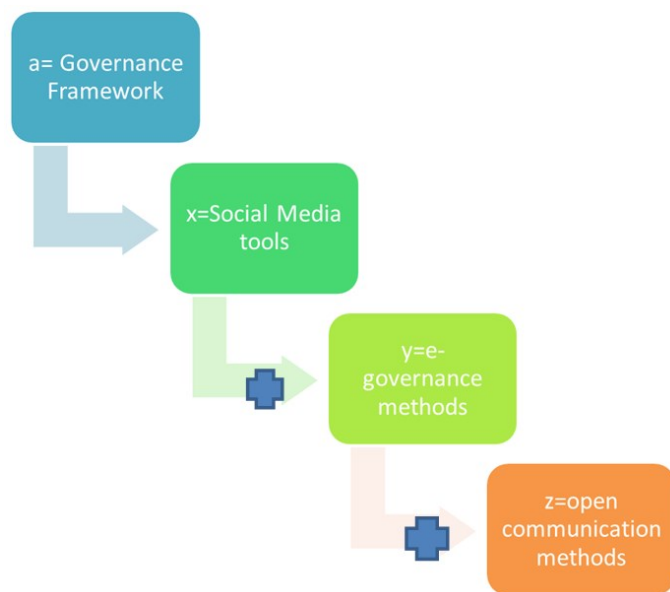 a= Governance
Framework
x=Social Media
tools
y=e-
governance
methods
z=open
communication
methods